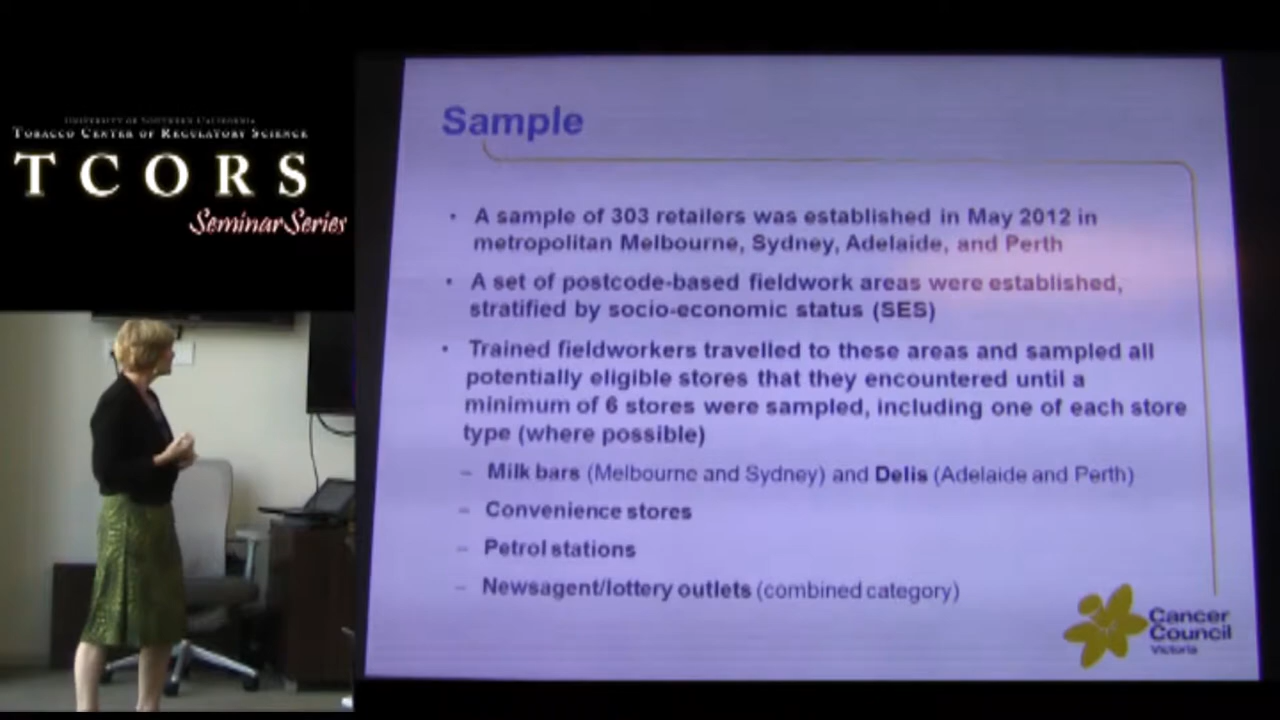 UNIVERSITY OF SOUTHERN CALIFORNIA
TOBACCO CENTER OF REGULATORY SCIENCE
TCORS
Seminar Series
Sample
• A sample of 303 retailers was established in May 2012 in
metropolitan Melbourne, Sydney, Adelaide, and Perth
• A set of postcode-based fieldwork areas were established,
stratified by socio-economic status (SES)
• Trained fieldworkers travelled to these areas and sampled all
potentially eligible stores that they encountered until a
minimum of 6 stores were sampled, including one of each store
type (where possible)
– Milk bars (Melbourne and Sydney) and Delis (Adelaide and Perth)
– Convenience stores
– Petrol stations
– Newsagent/lottery outlets (combined category)
Cancer
Council
Victoria